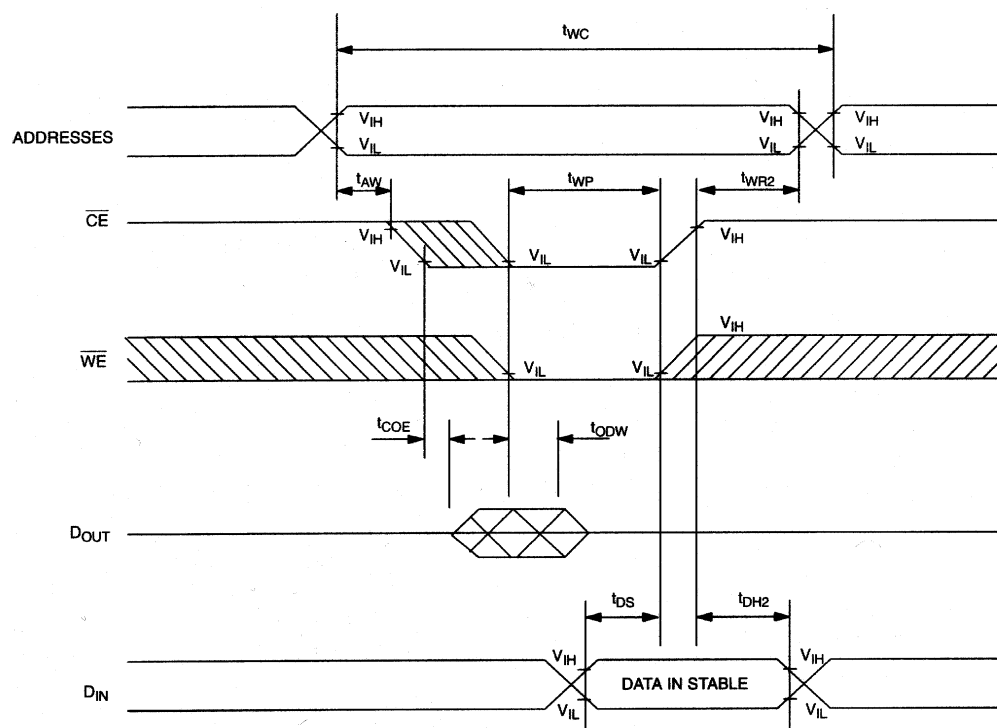 tWC
ADDRESSES
VIH VIH VIH
VIL VIL VIL
tAW tWP tWR2
CE
VIH VIH
VIL VIL VIL
VIH
WE
VIL VIL
tCOE tODW
DOUT
tDS tDH2
VIH VIH
DIN DATA IN STABLE
VIL VIL